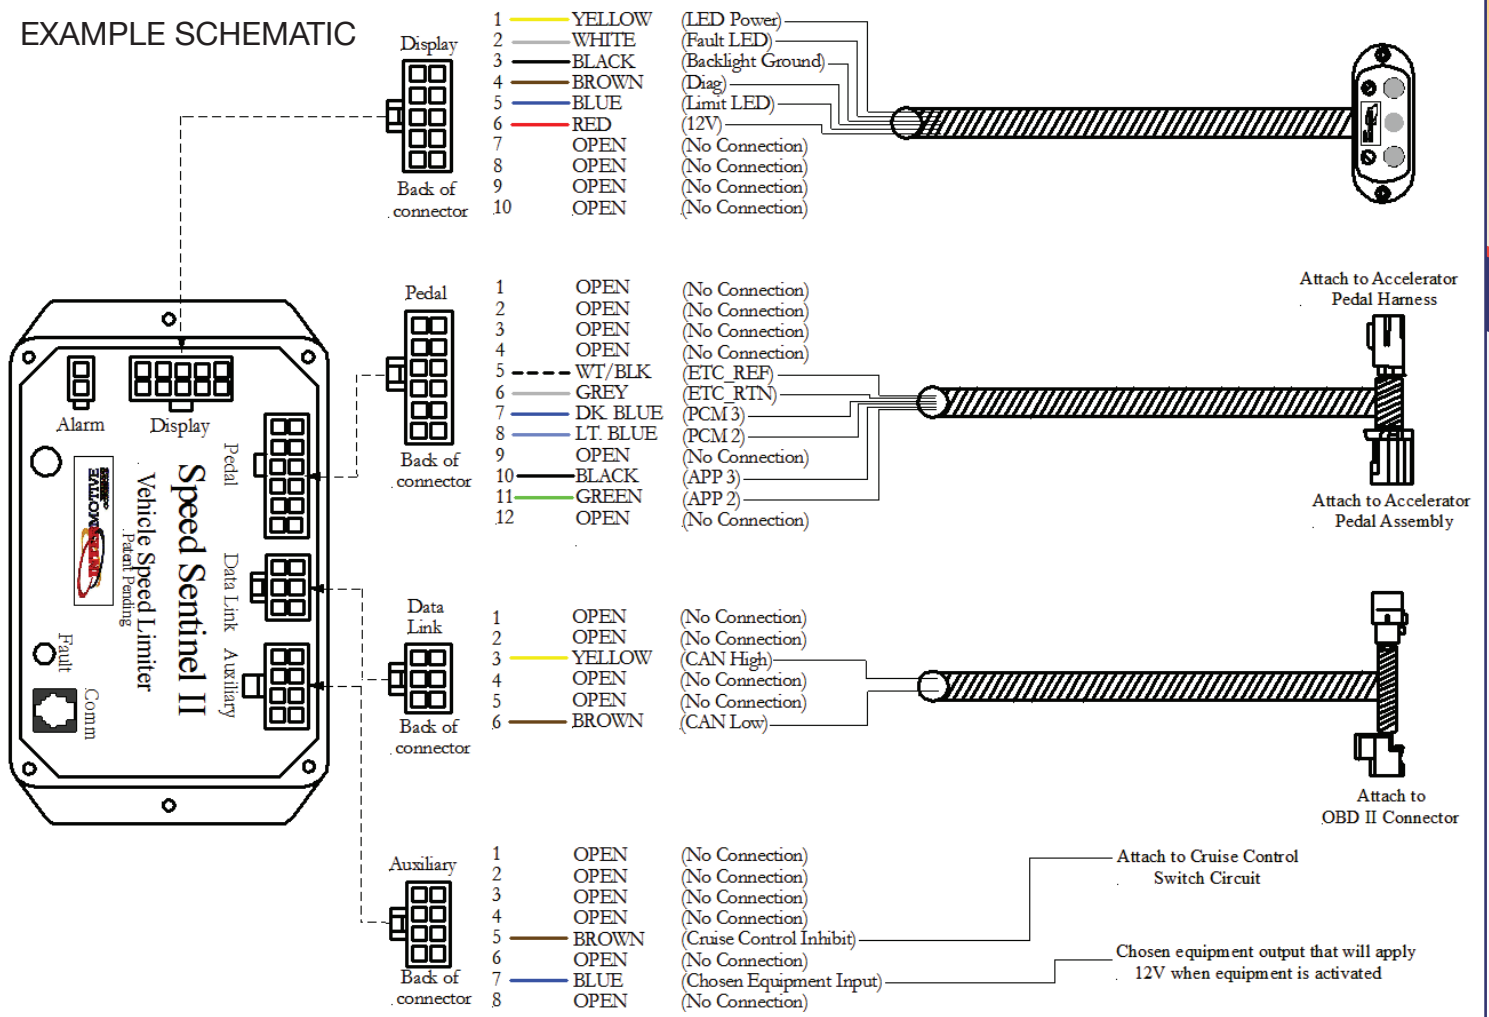 EXAMPLE SCHEMATIC
Display
1 YELLOW (LED Power)
2 WHITE (Fault LED)
3 BLACK (Backlight Ground)
4 BROWN (Diag)
5 BLUE (Limit LED)
6 RED (12V)
7 OPEN (No Connection)
8 OPEN (No Connection)
9 OPEN (No Connection)
10 OPEN (No Connection)
Back of
connector
Pedal
1 OPEN (No Connection)
2 OPEN (No Connection)
3 OPEN (No Connection)
4 OPEN (No Connection)
5 WT/BLK (ETC_REF)
6 GREY (ETC_RTN)
7 DK. BLUE (PCM 3)
8 LT. BLUE (PCM 2)
9 OPEN (No Connection)
10 BLACK (APP 3)
11 GREEN (APP 2)
12 OPEN (No Connection)
Back of
connector
Attach to Accelerator
Pedal Harness
Attach to Accelerator
Pedal Assembly
Alarm
Display
Pedal
Data Link
Auxiliary
Speed Sentinel II
Vehicle Speed Limiter
Patent Pending
Fault
Comm
Data
Link
1 OPEN (No Connection)
2 OPEN (No Connection)
3 YELLOW (CAN High)
4 OPEN (No Connection)
5 OPEN (No Connection)
6 BROWN (CAN Low)
Back of
connector
Attach to
OBD II Connector
Auxiliary
1 OPEN (No Connection)
2 OPEN (No Connection)
3 OPEN (No Connection)
4 OPEN (No Connection)
5 BROWN (Cruise Control Inhibit)
6 OPEN (No Connection)
7 BLUE (Chosen Equipment Input)
8 OPEN (No Connection)
Back of
connector
Attach to Cruise Control
Switch Circuit
Chosen equipment output that will apply
12V when equipment is activated